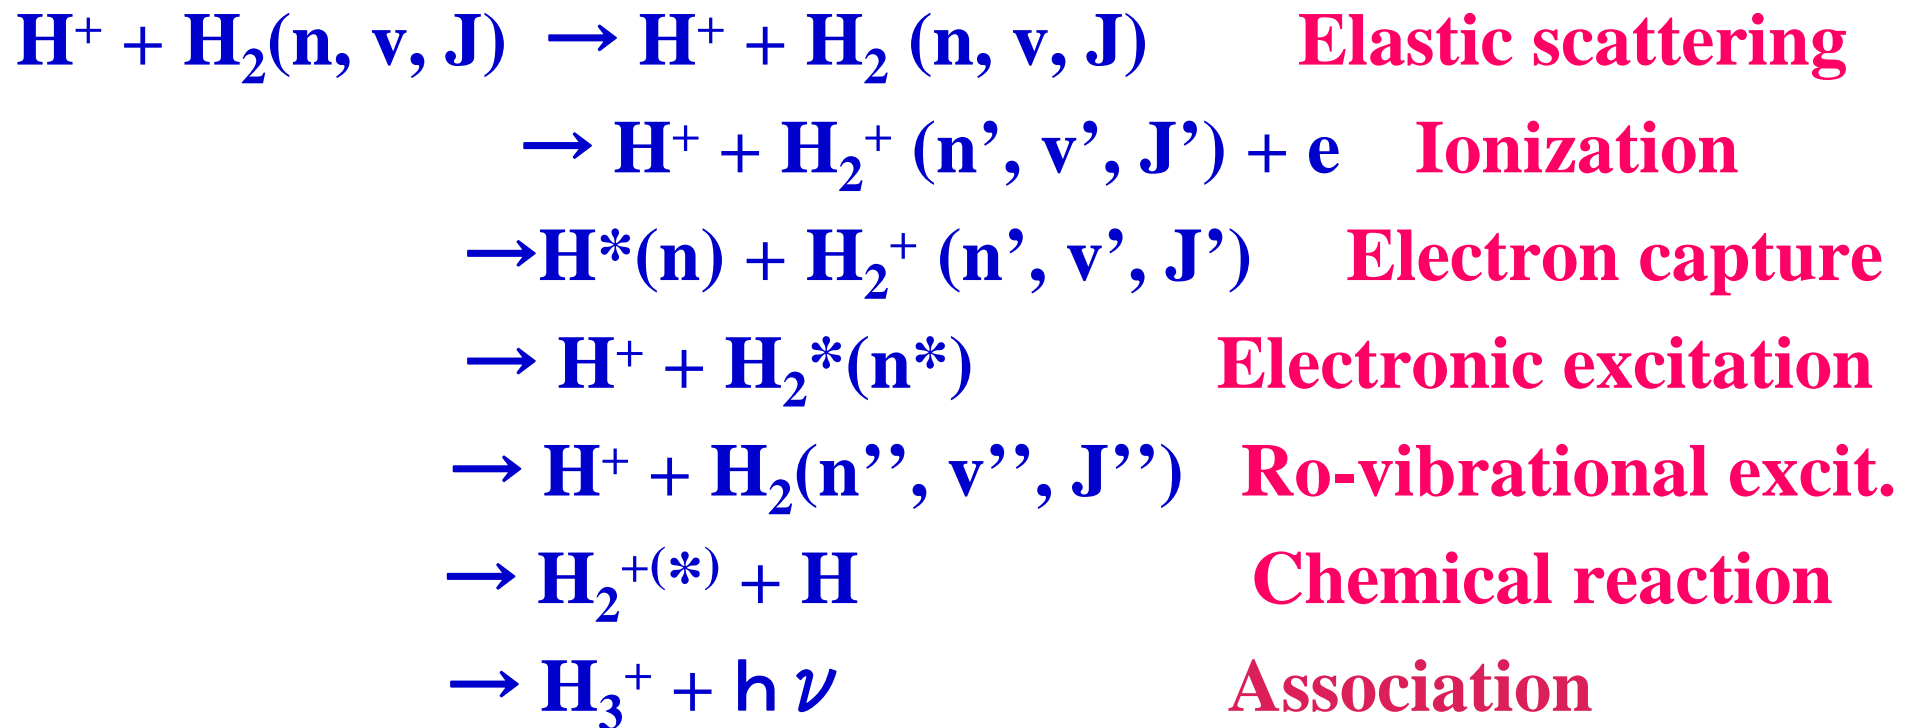 H⁺ + H₂(n, v, J) → H⁺ + H₂ (n, v, J) Elastic scattering
→ H⁺ + H₂⁺ (n’, v’, J’) + e Ionization
→H*(n) + H₂⁺ (n’, v’, J’) Electron capture
→ H⁺ + H₂*(n*) Electronic excitation
→ H⁺ + H₂(n’’, v’’, J’’) Ro-vibrational excit.
→ H₂⁺⁽*⁾ + H Chemical reaction
→ H₃⁺ + h ν Association